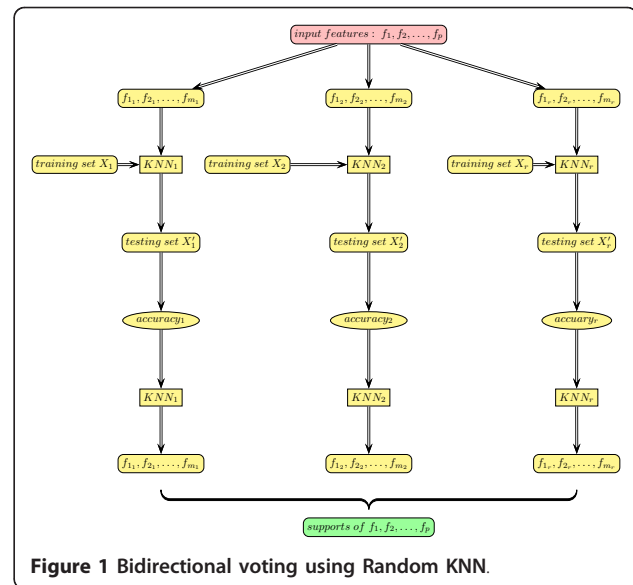 input features : f₁, f₂, . . . , fₚ
f₁₁, f₂₁, . . . , fₘ₁ f₁₂, f₂₂, . . . , fₘ₂ f₁ᵣ, f₂ᵣ, . . . , fₘᵣ
training set X₁ KNN₁ training set X₂ KNN₂ training set Xᵣ KNNᵣ
testing set X′₁ testing set X′₂ testing set X′ᵣ
accuracy₁ accuracy₂ accuaryᵣ
KNN₁ KNN₂ KNNᵣ
f₁₁, f₂₁, . . . , fₘ₁ f₁₂, f₂₂, . . . , fₘ₂ f₁ᵣ, f₂ᵣ, . . . , fₘᵣ
supports of f₁, f₂, . . . , fₚ
Figure 1 Bidirectional voting using Random KNN.